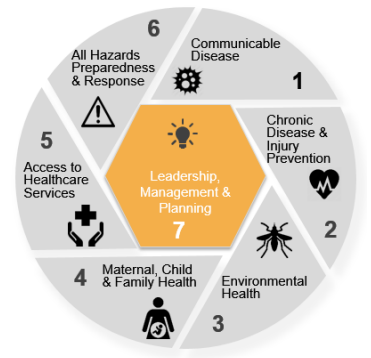 Communicable
Disease
1
Chronic
Disease &
Injury
Prevention
2
Environmental
Health
3
Maternal, Child
& Family Health
4
Access to
Healthcare
Services
5
All Hazards
Preparedness
& Response
6
Leadership,
Management &
Planning
7